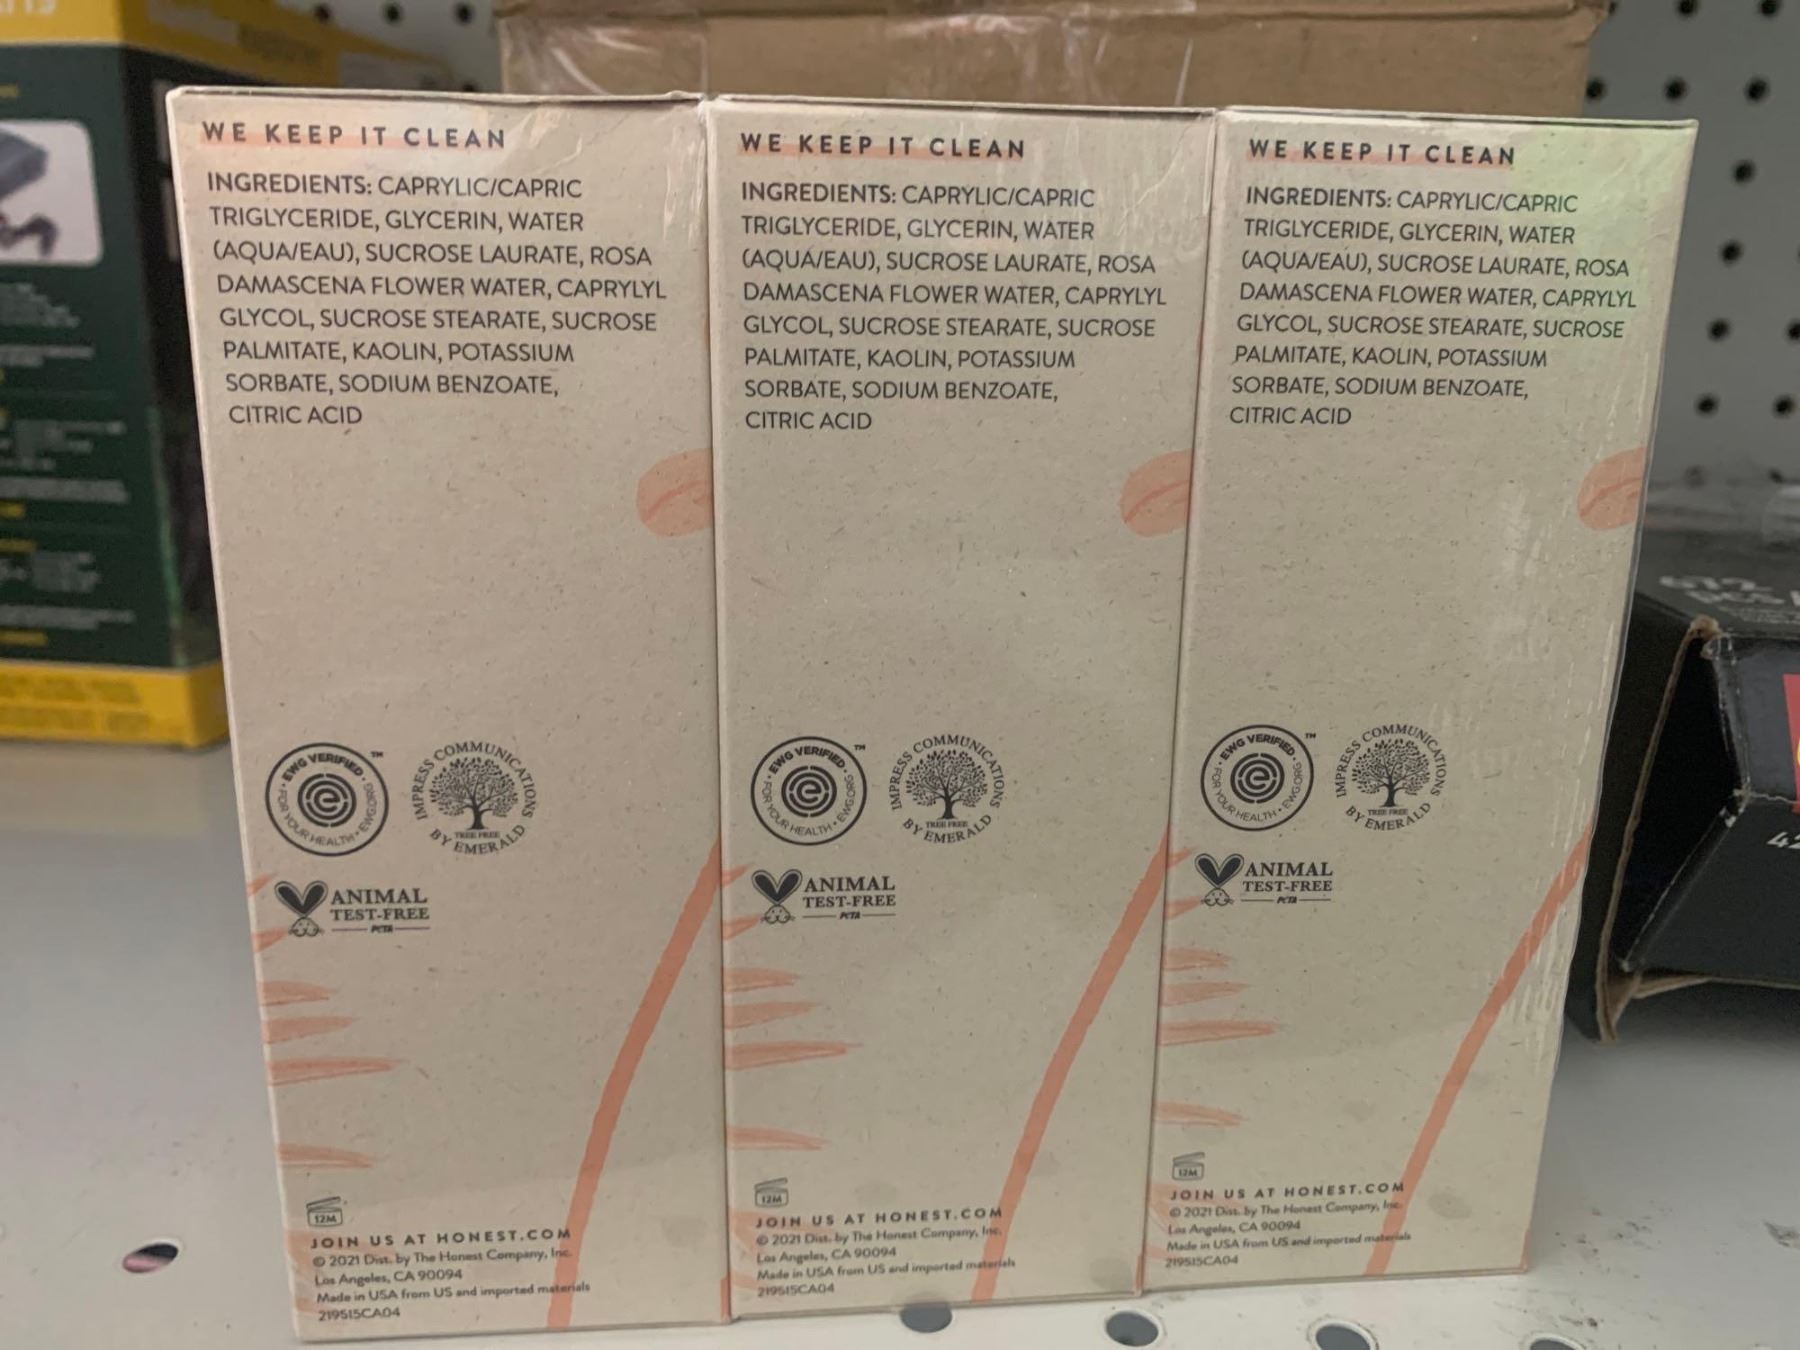 WE KEEP IT CLEAN
INGREDIENTS: CAPRYLIC/CAPRIC
TRIGLYCERIDE, GLYCERIN, WATER
(AQUA/EAU), SUCROSE LAURATE, ROSA
DAMASCENA FLOWER WATER, CAPRYLYL
GLYCOL, SUCROSE STEARATE, SUCROSE
PALMITATE, KAOLIN, POTASSIUM
SORBATE, SODIUM BENZOATE,
CITRIC ACID
EWG VERIFIED
FOR YOUR HEALTH • EWG.ORG
TM
IMPRESS COMMUNICATIONS
TREE FREE
BY EMERALD
ANIMAL
TEST-FREE
PETA
12M
JOIN US AT HONEST.COM
© 2021 Dist. by The Honest Company, Inc.
Los Angeles, CA 90094
Made in USA from US and imported materials
219515CA04
WE KEEP IT CLEAN
INGREDIENTS: CAPRYLIC/CAPRIC
TRIGLYCERIDE, GLYCERIN, WATER
(AQUA/EAU), SUCROSE LAURATE, ROSA
DAMASCENA FLOWER WATER, CAPRYLYL
GLYCOL, SUCROSE STEARATE, SUCROSE
PALMITATE, KAOLIN, POTASSIUM
SORBATE, SODIUM BENZOATE,
CITRIC ACID
EWG VERIFIED
FOR YOUR HEALTH • EWG.ORG
TM
IMPRESS COMMUNICATIONS
TREE FREE
BY EMERALD
ANIMAL
TEST-FREE
PETA
12M
JOIN US AT HONEST.COM
© 2021 Dist. by The Honest Company, Inc.
Los Angeles, CA 90094
Made in USA from US and imported materials
219515CA04
WE KEEP IT CLEAN
INGREDIENTS: CAPRYLIC/CAPRIC
TRIGLYCERIDE, GLYCERIN, WATER
(AQUA/EAU), SUCROSE LAURATE, ROSA
DAMASCENA FLOWER WATER, CAPRYLYL
GLYCOL, SUCROSE STEARATE, SUCROSE
PALMITATE, KAOLIN, POTASSIUM
SORBATE, SODIUM BENZOATE,
CITRIC ACID
EWG VERIFIED
FOR YOUR HEALTH • EWG.ORG
TM
IMPRESS COMMUNICATIONS
TREE FREE
BY EMERALD
ANIMAL
TEST-FREE
PETA
12M
JOIN US AT HONEST.COM
© 2021 Dist. by The Honest Company, Inc.
Los Angeles, CA 90094
Made in USA from US and imported materials
219515CA04